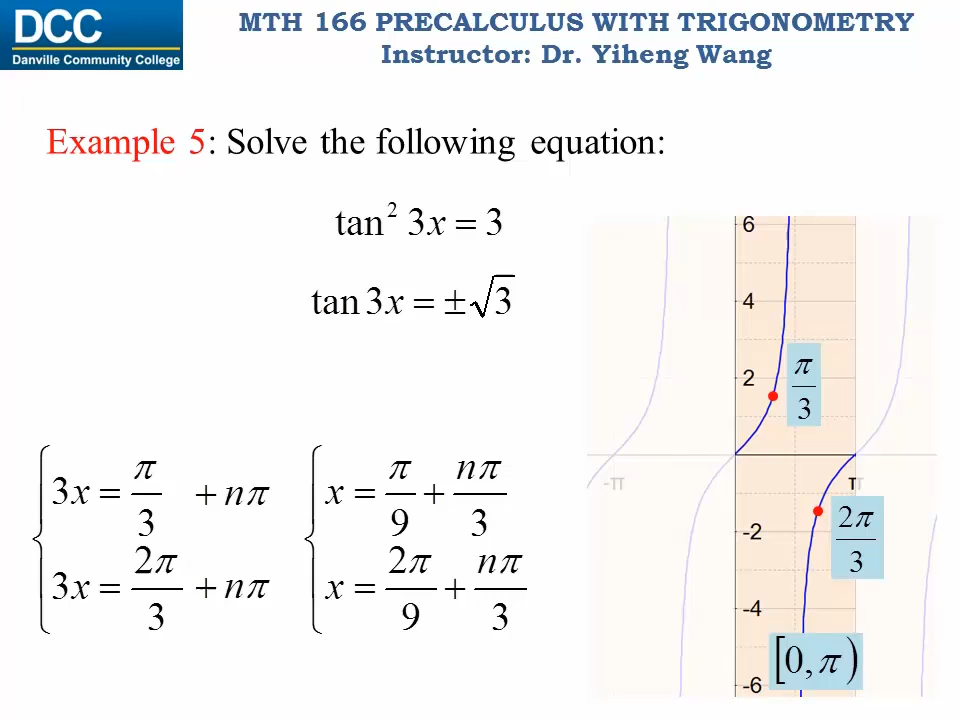 DCC
Danville Community College
MTH 166 PRECALCULUS WITH TRIGONOMETRY
Instructor: Dr. Yiheng Wang
Example 5: Solve the following equation:
tan² 3x = 3
tan 3x = ±√3
{ 3x = π/3 + nπ
3x = 2π/3 + nπ
{ x = π/9 + nπ/3
x = 2π/9 + nπ/3
6
4
2
π/3
-π
π
-2
2π/3
-4
[0, π)
-6